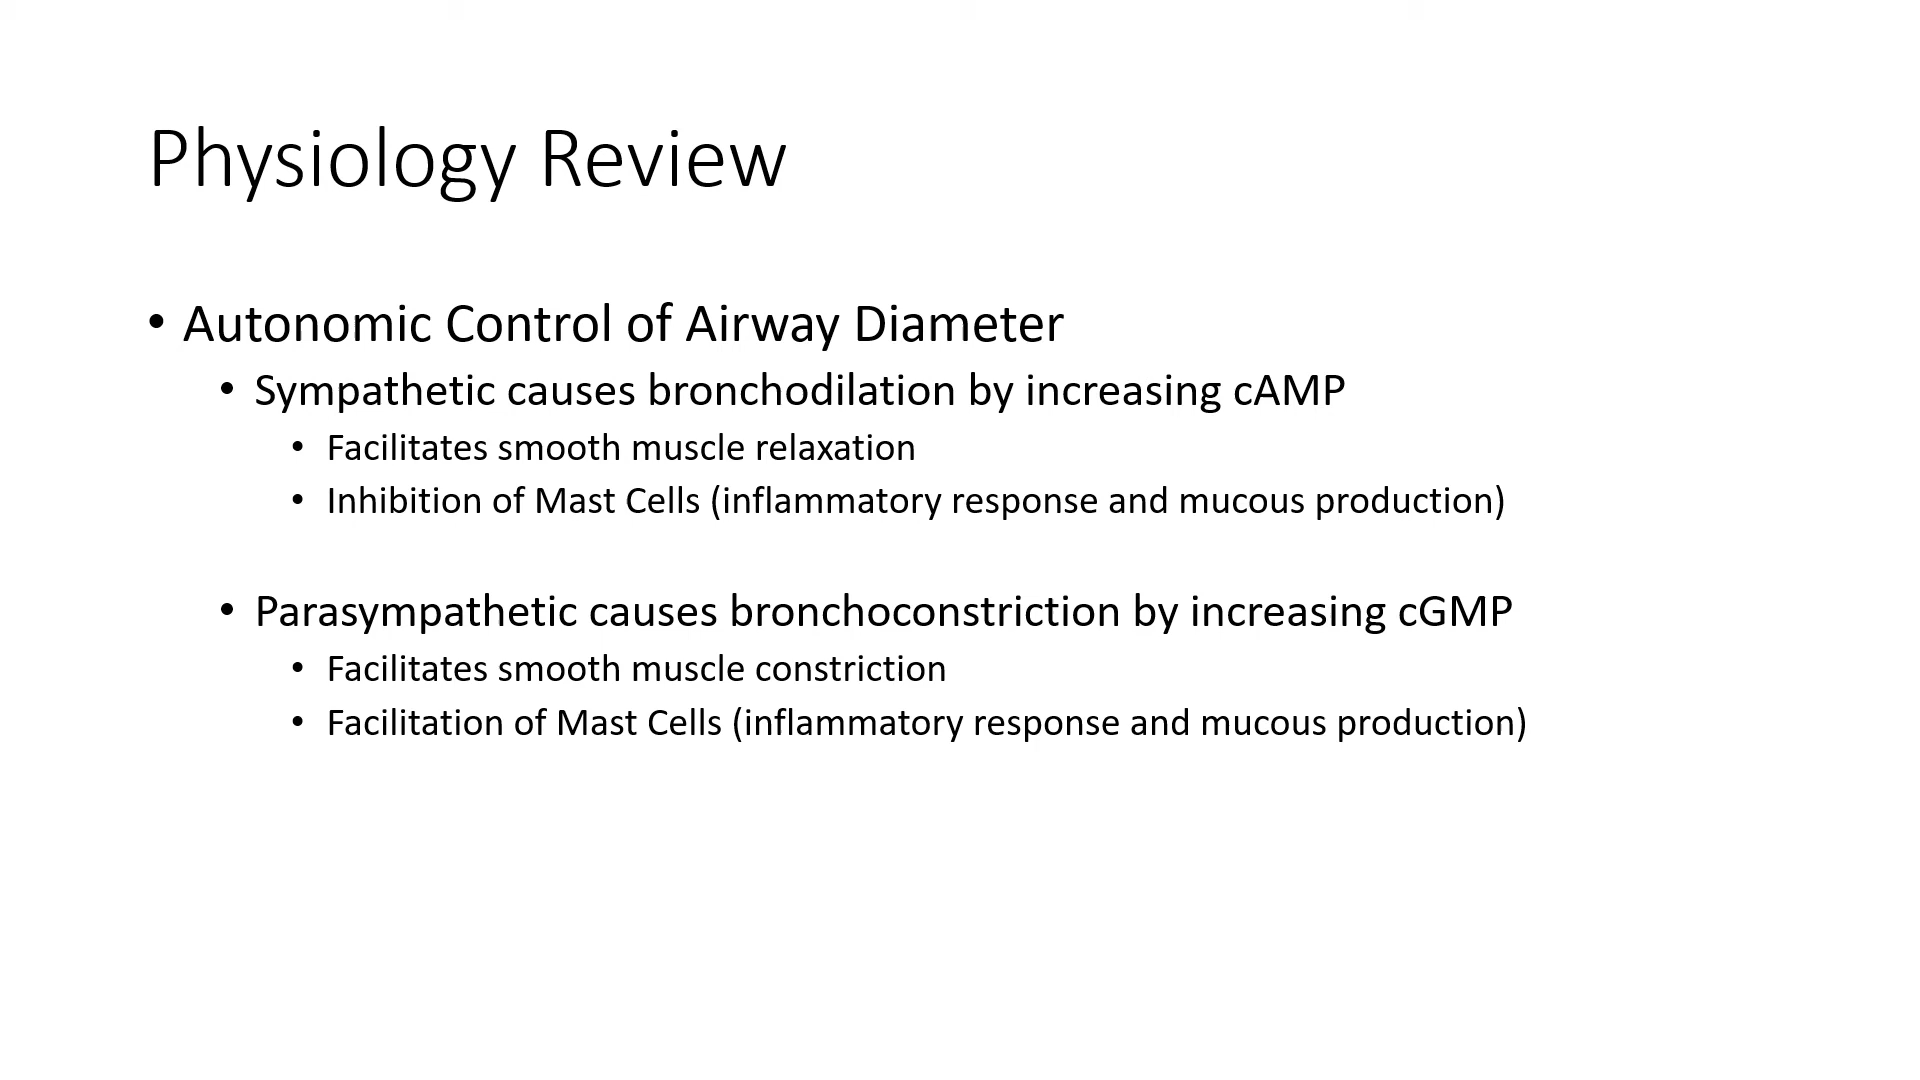 Physiology Review
• Autonomic Control of Airway Diameter
• Sympathetic causes bronchodilation by increasing cAMP
• Facilitates smooth muscle relaxation
• Inhibition of Mast Cells (inflammatory response and mucous production)
• Parasympathetic causes bronchoconstriction by increasing cGMP
• Facilitates smooth muscle constriction
• Facilitation of Mast Cells (inflammatory response and mucous production)